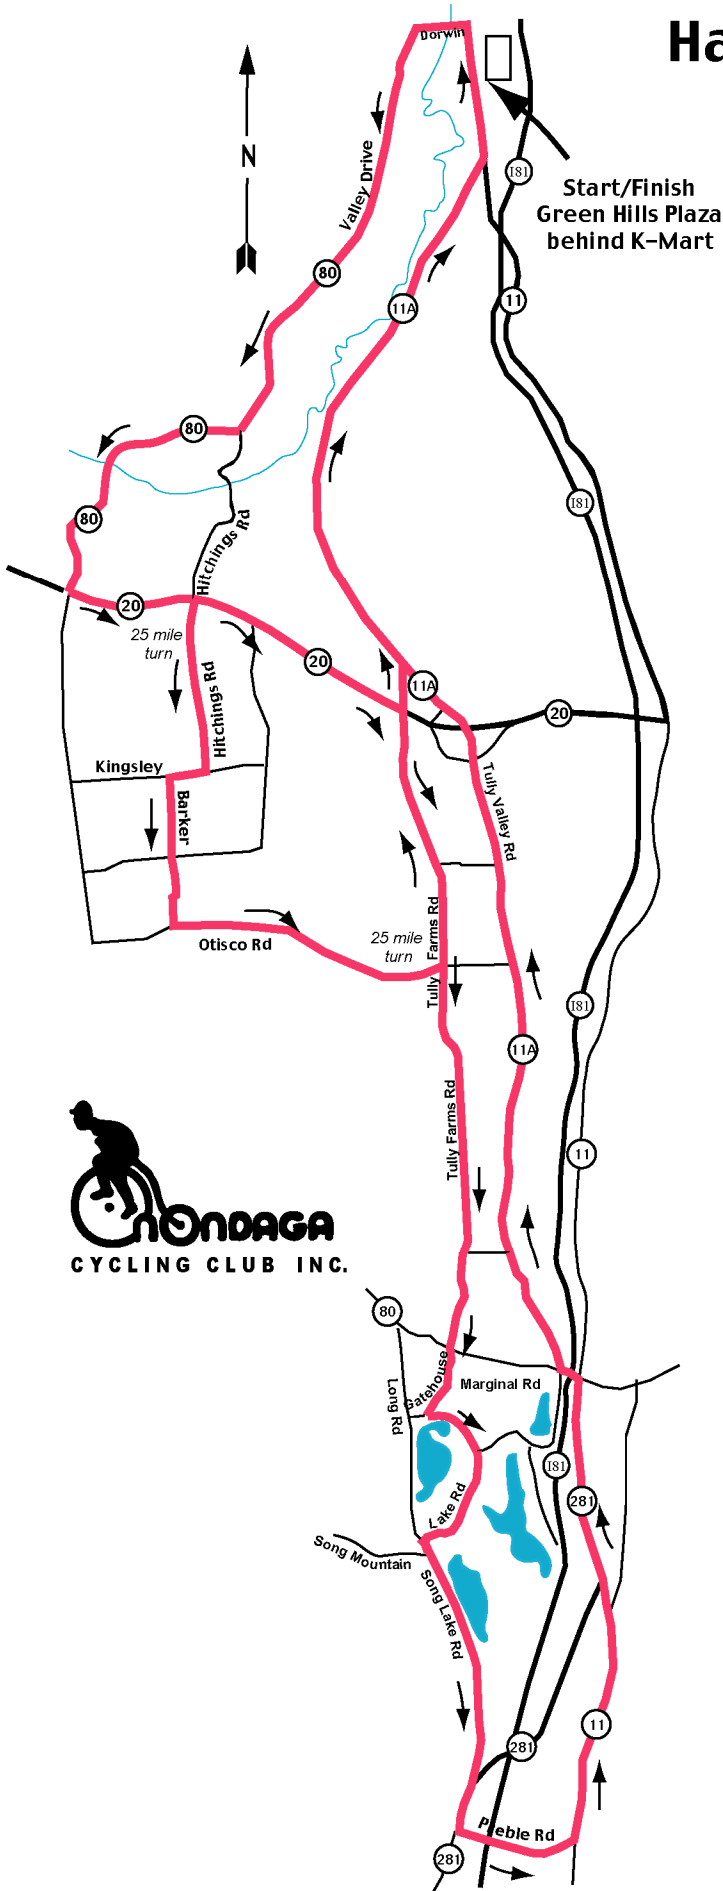 Ha
Dorwin
N
Valley Drive
I81
Start/Finish
Green Hills Plaza
behind K-Mart
80
11
11A
80
I81
80
Hitchings Rd
20
25 mile
turn
20
Hitchings Rd
11A
20
Kingsley
Barker
Tully Valley Rd
Otisco Rd
25 mile
turn
Tully Farms Rd
I81
11A
Tully Farms Rd
11
ONONDAGA
CYCLING CLUB INC.
80
Gatehouse
Marginal Rd
Long Rd
I81
281
Lake Rd
Song Mountain
Song Lake Rd
11
281
Preble Rd
281